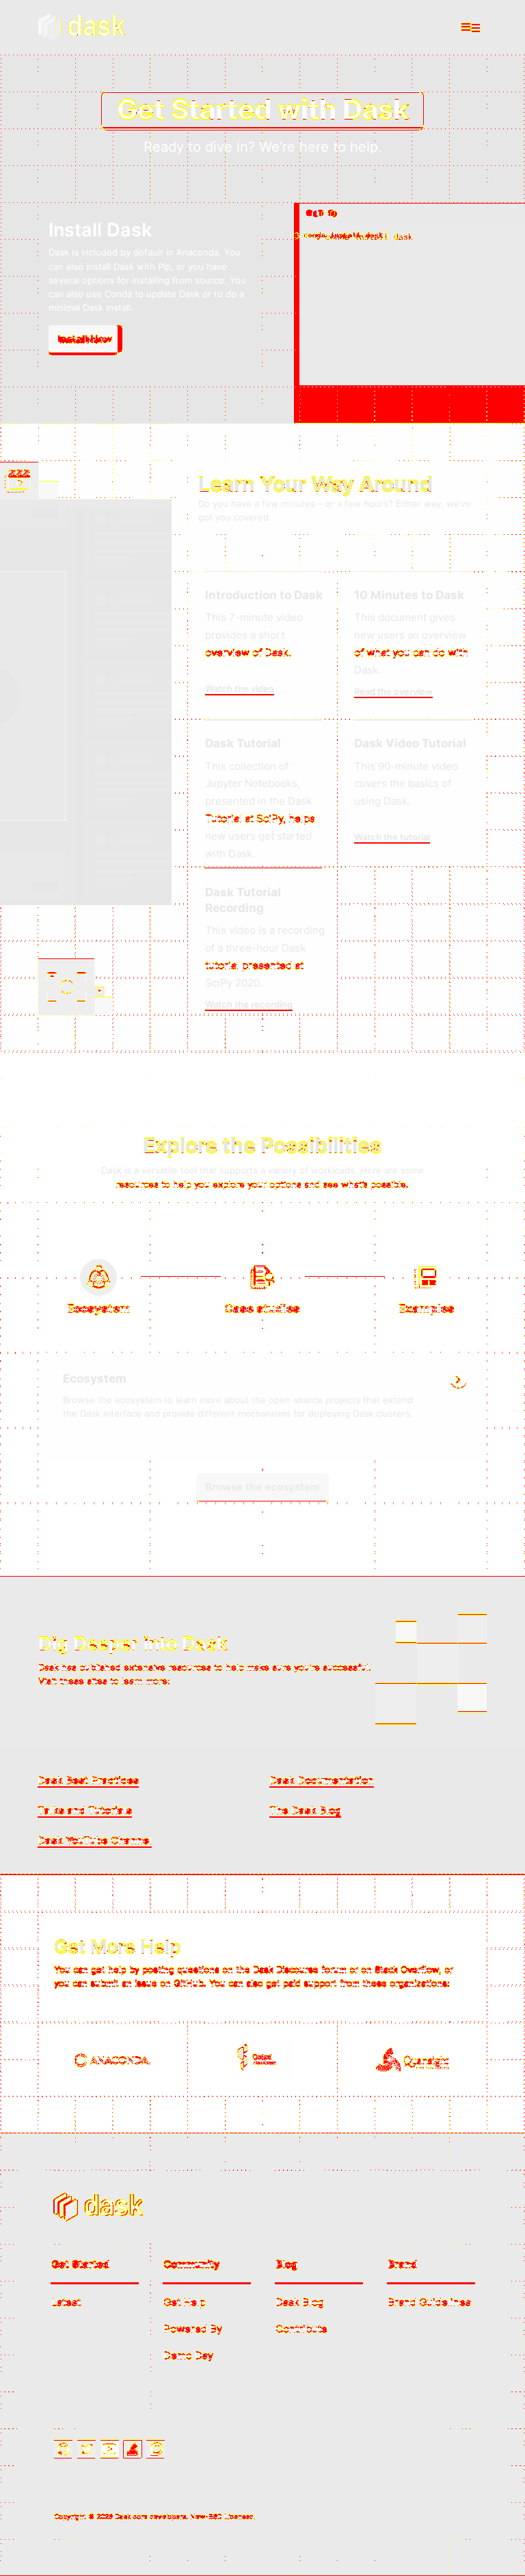 dask
Get Started with Dask
Ready to dive in? We're here to help.
Install Dask
Dask is included by default in Anaconda. You
can also install Dask with Pip, or you have
several options for installing from source. You
can also use Conda to update Dask or to do a
minimal Dask install.
Install Now
conda install dask
Learn Your Way Around
Do you have a few minutes – or a few hours? Either way, we've
got you covered.
Introduction to Dask
This 7-minute video
provides a short
overview of Dask.
Watch the video
10 Minutes to Dask
This document gives
new users an overview
of what you can do with
Dask.
Read the overview
Dask Tutorial
This collection of
Jupyter Notebooks,
presented in the Dask
Tutorial at SciPy, helps
new users get started
with Dask.
Dask Video Tutorial
This 90-minute video
covers the basics of
using Dask.
Watch the tutorial
Dask Tutorial
Recording
This video is a recording
of a three-hour Dask
tutorial presented at
SciPy 2020.
Watch the recording
Explore the Possibilities
Dask is a versatile tool that supports a variety of workloads. Here are some
resources to help you explore your options and see what's possible.
Ecosystem
Case studies
Examples
Ecosystem
Browse the ecosystem to learn more about the open source projects that extend
the Dask interface and provide different mechanisms for deploying Dask clusters.
Browse the ecosystem
Dig Deeper into Dask
Dask has published extensive resources to help make sure you're successful.
Visit these sites to learn more:
Dask Best Practices
Dask Documentation
Talks and Tutorials
The Dask Blog
Dask YouTube Channel
Get More Help
You can get help by posting questions on the Dask Discourse forum or on Stack Overflow, or
you can submit an issue on GitHub. You can also get paid support from these organizations:
ANACONDA.
Quansight
dask
Get Started
Community
Blog
Brand
Latest
Get Help
Dask Blog
Brand Guidelines
Powered By
Contribute
Demo Day
Dask core developers. New BSD Licensed.